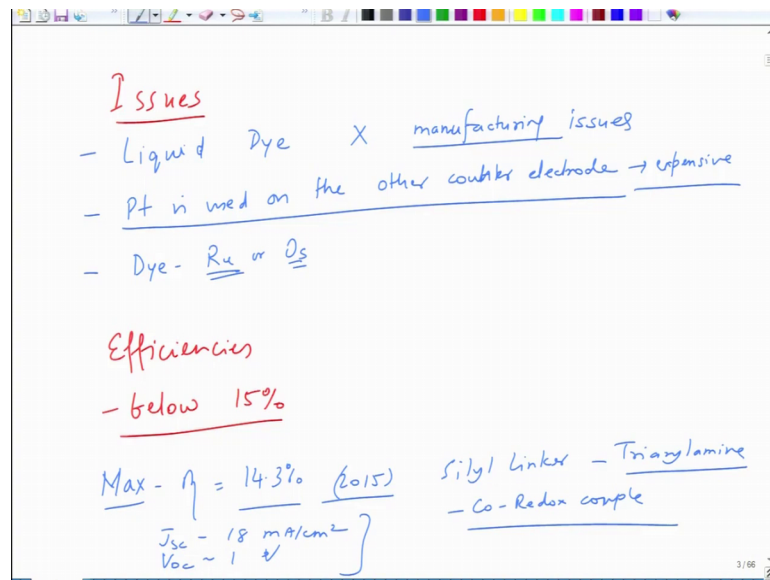 Issues
- Liquid Dye X manufacturing issues
- Pt is used on the other counter electrode → expensive
- Dye - Ru or Os
Efficiencies
- below 15%
Max - η = 14.3% (2015) Silyl Linker - Triarylamine
- Co-Redox couple
Jsc - 18 mA/cm²
Voc ~ 1 V
3/66